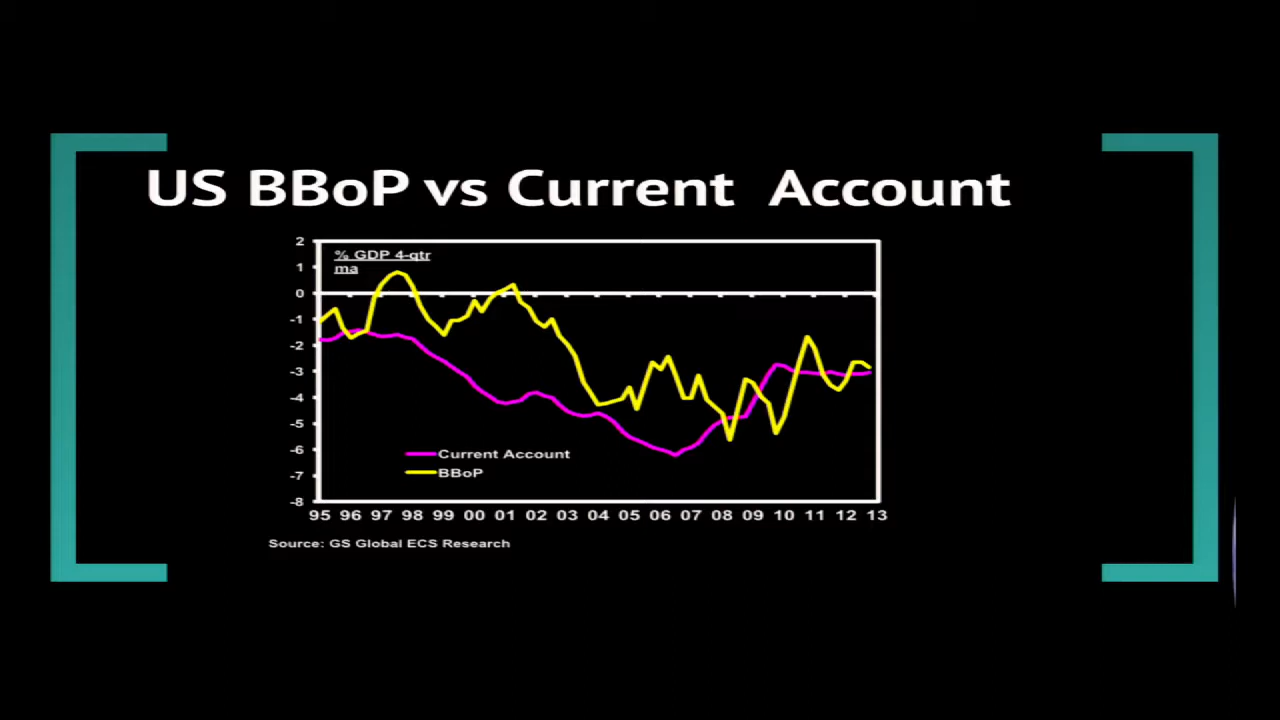 US BBoP vs Current Account
% GDP 4-qtr
ma
2
1
0
-1
-2
-3
-4
-5
-6
-7
-8
Current Account
BBoP
95 96 97 98 99 00 01 02 03 04 05 06 07 08 09 10 11 12 13
Source: GS Global ECS Research